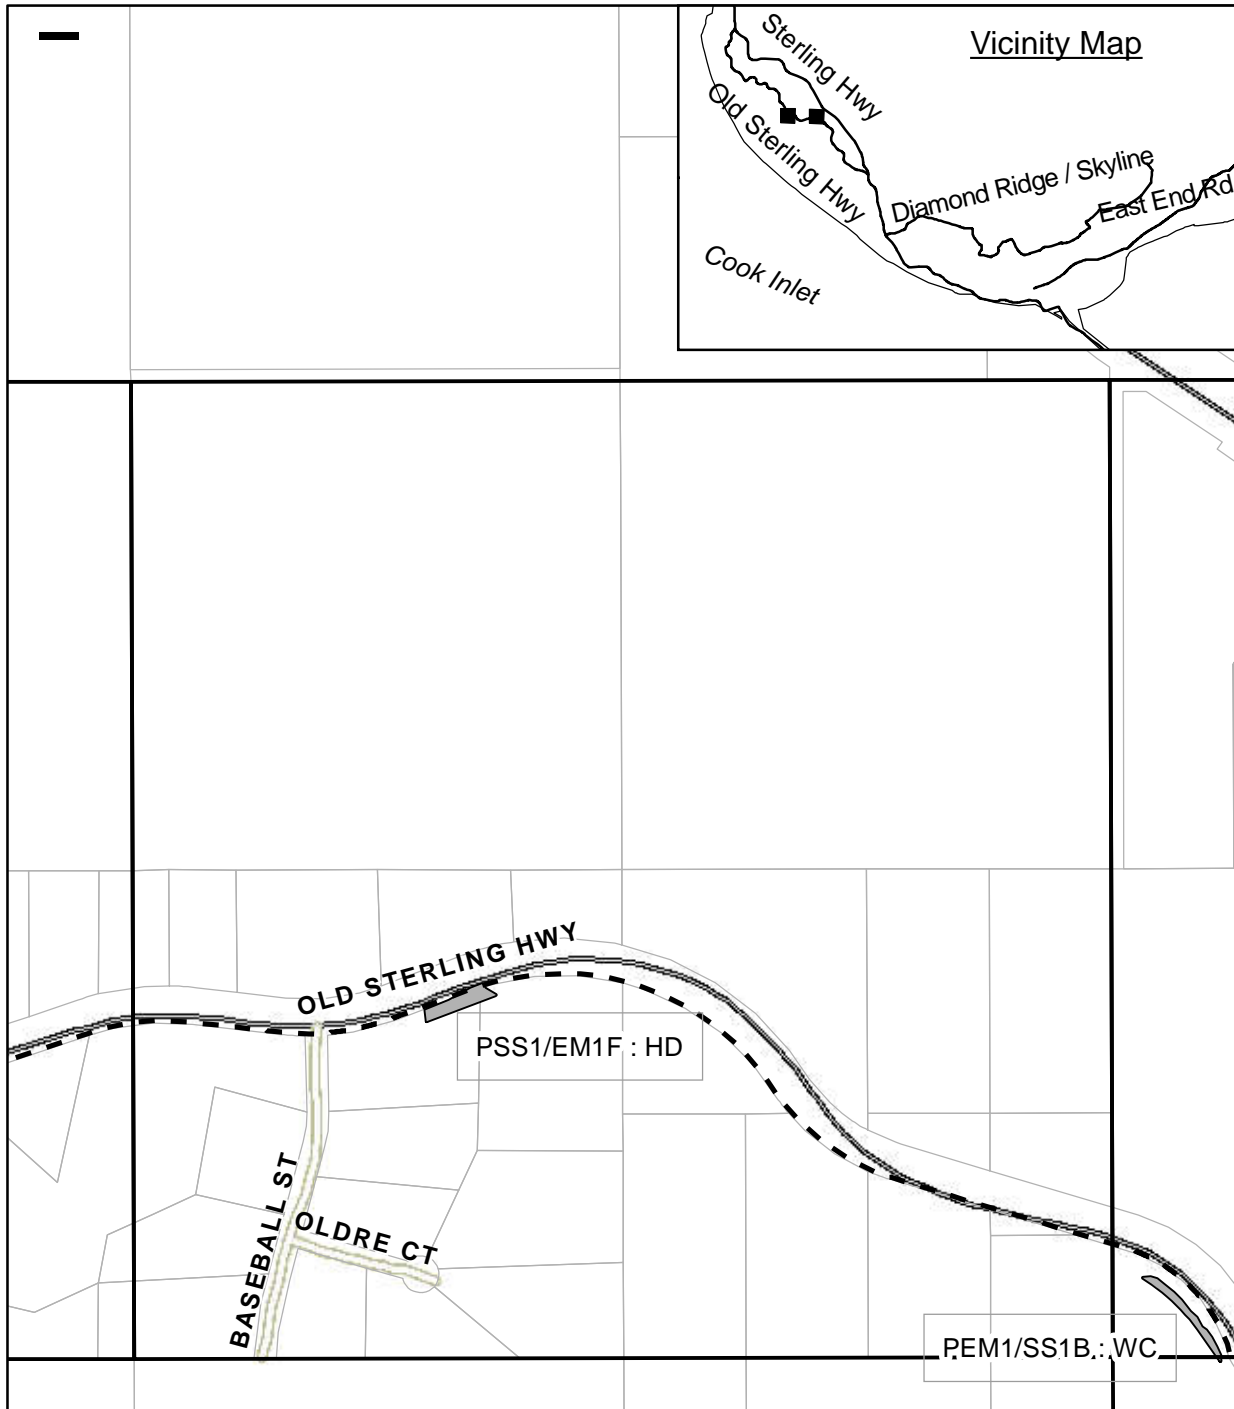 Vicinity Map
Sterling Hwy
Old Sterling Hwy
Diamond Ridge / Skyline
East End Rd
Cook Inlet
OLD STERLING HWY
PSS1/EM1F : HD
BASEBALL ST
OLDRE CT
PEM1/SS1B : WC